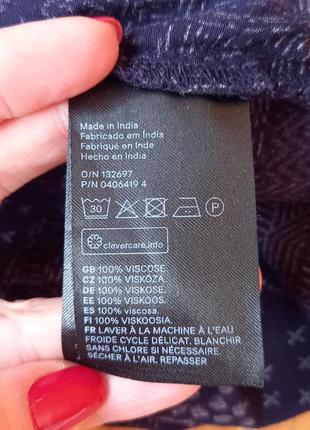 Made in India
Fabricado em Índia
Fabriqué en Inde
Hecho en India
O/N 132697
P/N 0406419 4
30 P
clevercare.info
GB 100% VISCOSE.
CZ 100% VISKÓZA.
DE 100% VISKOSE.
EE 100% VISKOOS.
ES 100% viscosa.
FI 100% VISKOOSIA.
FR LAVER À LA MACHINE À L'EAU
FROIDE CYCLE DÉLICAT. BLANCHIR
SANS CHLORE SI NÉCESSAIRE.
SÉCHER À L'AIR. REPASSER